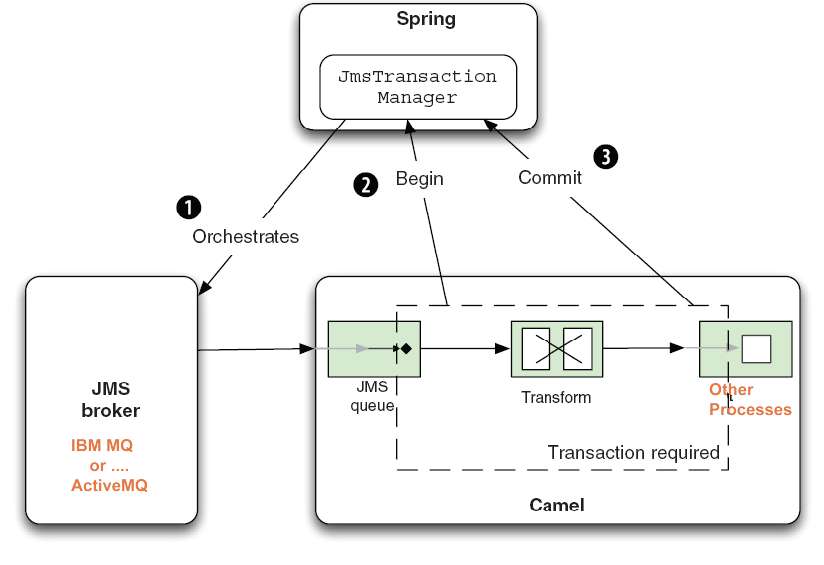 Spring
JmsTransaction
Manager
3
Begin
2
Commit
1
Orchestrates
JMS
broker
IBM MQ
or ....
ActiveMQ
JMS
queue
Transform
Other
Processes
Transaction required
Camel